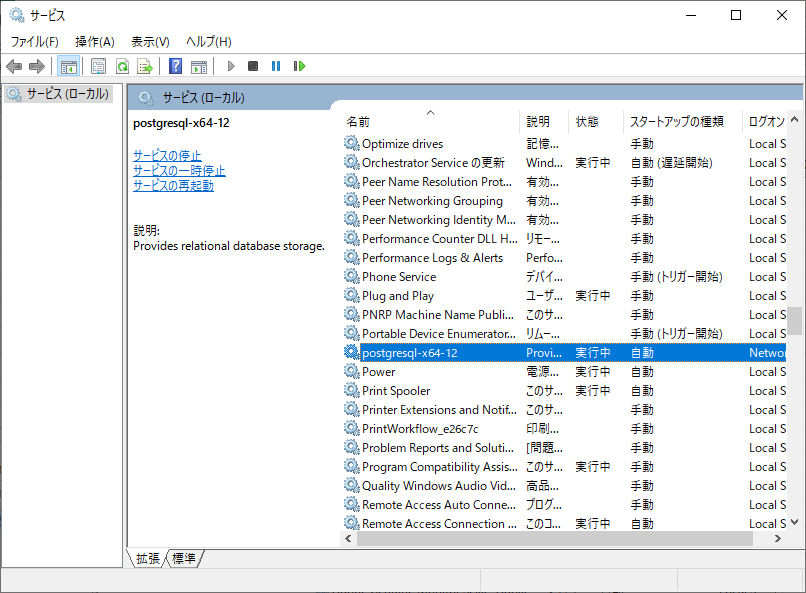 サービス
ファイル(F) 操作(A) 表示(V) ヘルプ(H)
サービス (ローカル)
サービス (ローカル)
postgresql-x64-12
サービスの停止
サービスの一時停止
サービスの再起動
説明:
Provides relational database storage.
名前 説明 状態 スタートアップの種類 ログオン
Optimize drives 記憶... 手動 Local S
Orchestrator Service の更新 Wind... 実行中 自動 (遅延開始) Local S
Peer Name Resolution Prot... 有効... 手動 Local S
Peer Networking Grouping 有効... 手動 Local S
Peer Networking Identity M... 有効... 手動 Local S
Performance Counter DLL H... リモー... 手動 Local S
Performance Logs & Alerts Perfo... 手動 Local S
Phone Service デバイ... 手動 (トリガー開始) Local S
Plug and Play ユーザ... 実行中 手動 Local S
PNRP Machine Name Publi... このサ... 手動 Local S
Portable Device Enumerator... リムー... 手動 (トリガー開始) Local S
postgresql-x64-12 Provi... 実行中 自動 Networ
Power 電源... 実行中 自動 Local S
Print Spooler このサ... 実行中 自動 Local S
Printer Extensions and Notif... このサ... 手動 Local S
PrintWorkflow_e26c7c 印刷... 手動 Local S
Problem Reports and Soluti... [問題... 手動 Local S
Program Compatibility Assis... このサ... 実行中 手動 Local S
Quality Windows Audio Vid... 高品... 手動 Local S
Remote Access Auto Conne... プログ... 手動 Local S
Remote Access Connection ... このコ... 実行中 自動 Local S
拡張 標準